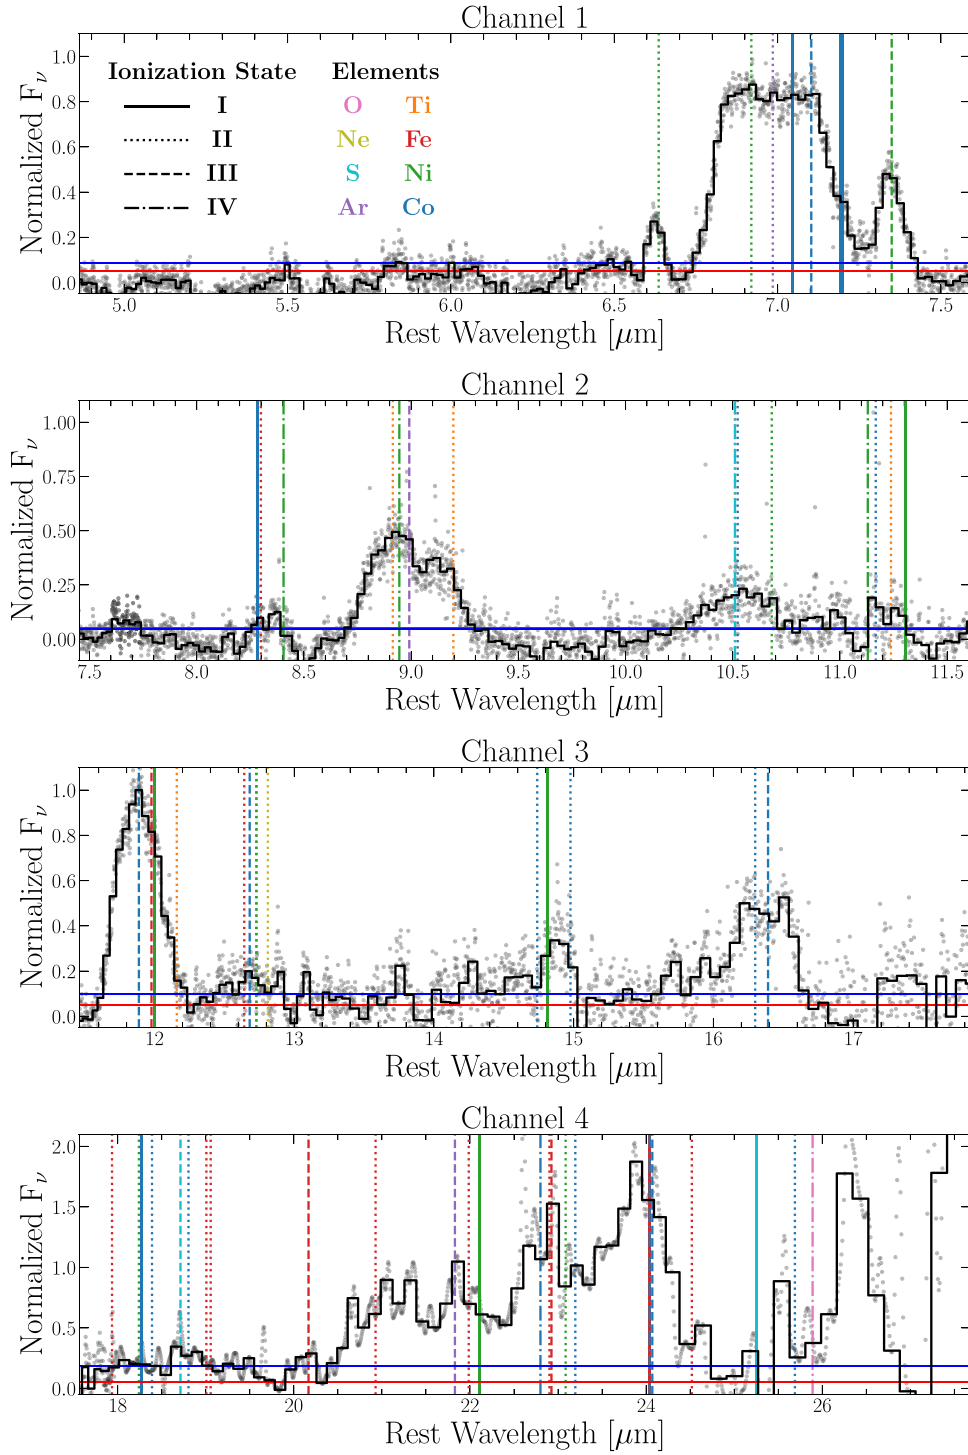 Channel 1
Normalized F_ν
1.0
0.8
0.6
0.4
0.2
0.0
Ionization State Elements
I O Ti
II Ne Fe
III S Ni
IV Ar Co
5.0 5.5 6.0 6.5 7.0 7.5
Rest Wavelength [μm]
Channel 2
Normalized F_ν
1.00
0.75
0.50
0.25
0.00
7.5 8.0 8.5 9.0 9.5 10.0 10.5 11.0 11.5
Rest Wavelength [μm]
Channel 3
Normalized F_ν
1.0
0.8
0.6
0.4
0.2
0.0
12 13 14 15 16 17
Rest Wavelength [μm]
Channel 4
Normalized F_ν
2.0
1.5
1.0
0.5
0.0
18 20 22 24 26
Rest Wavelength [μm]